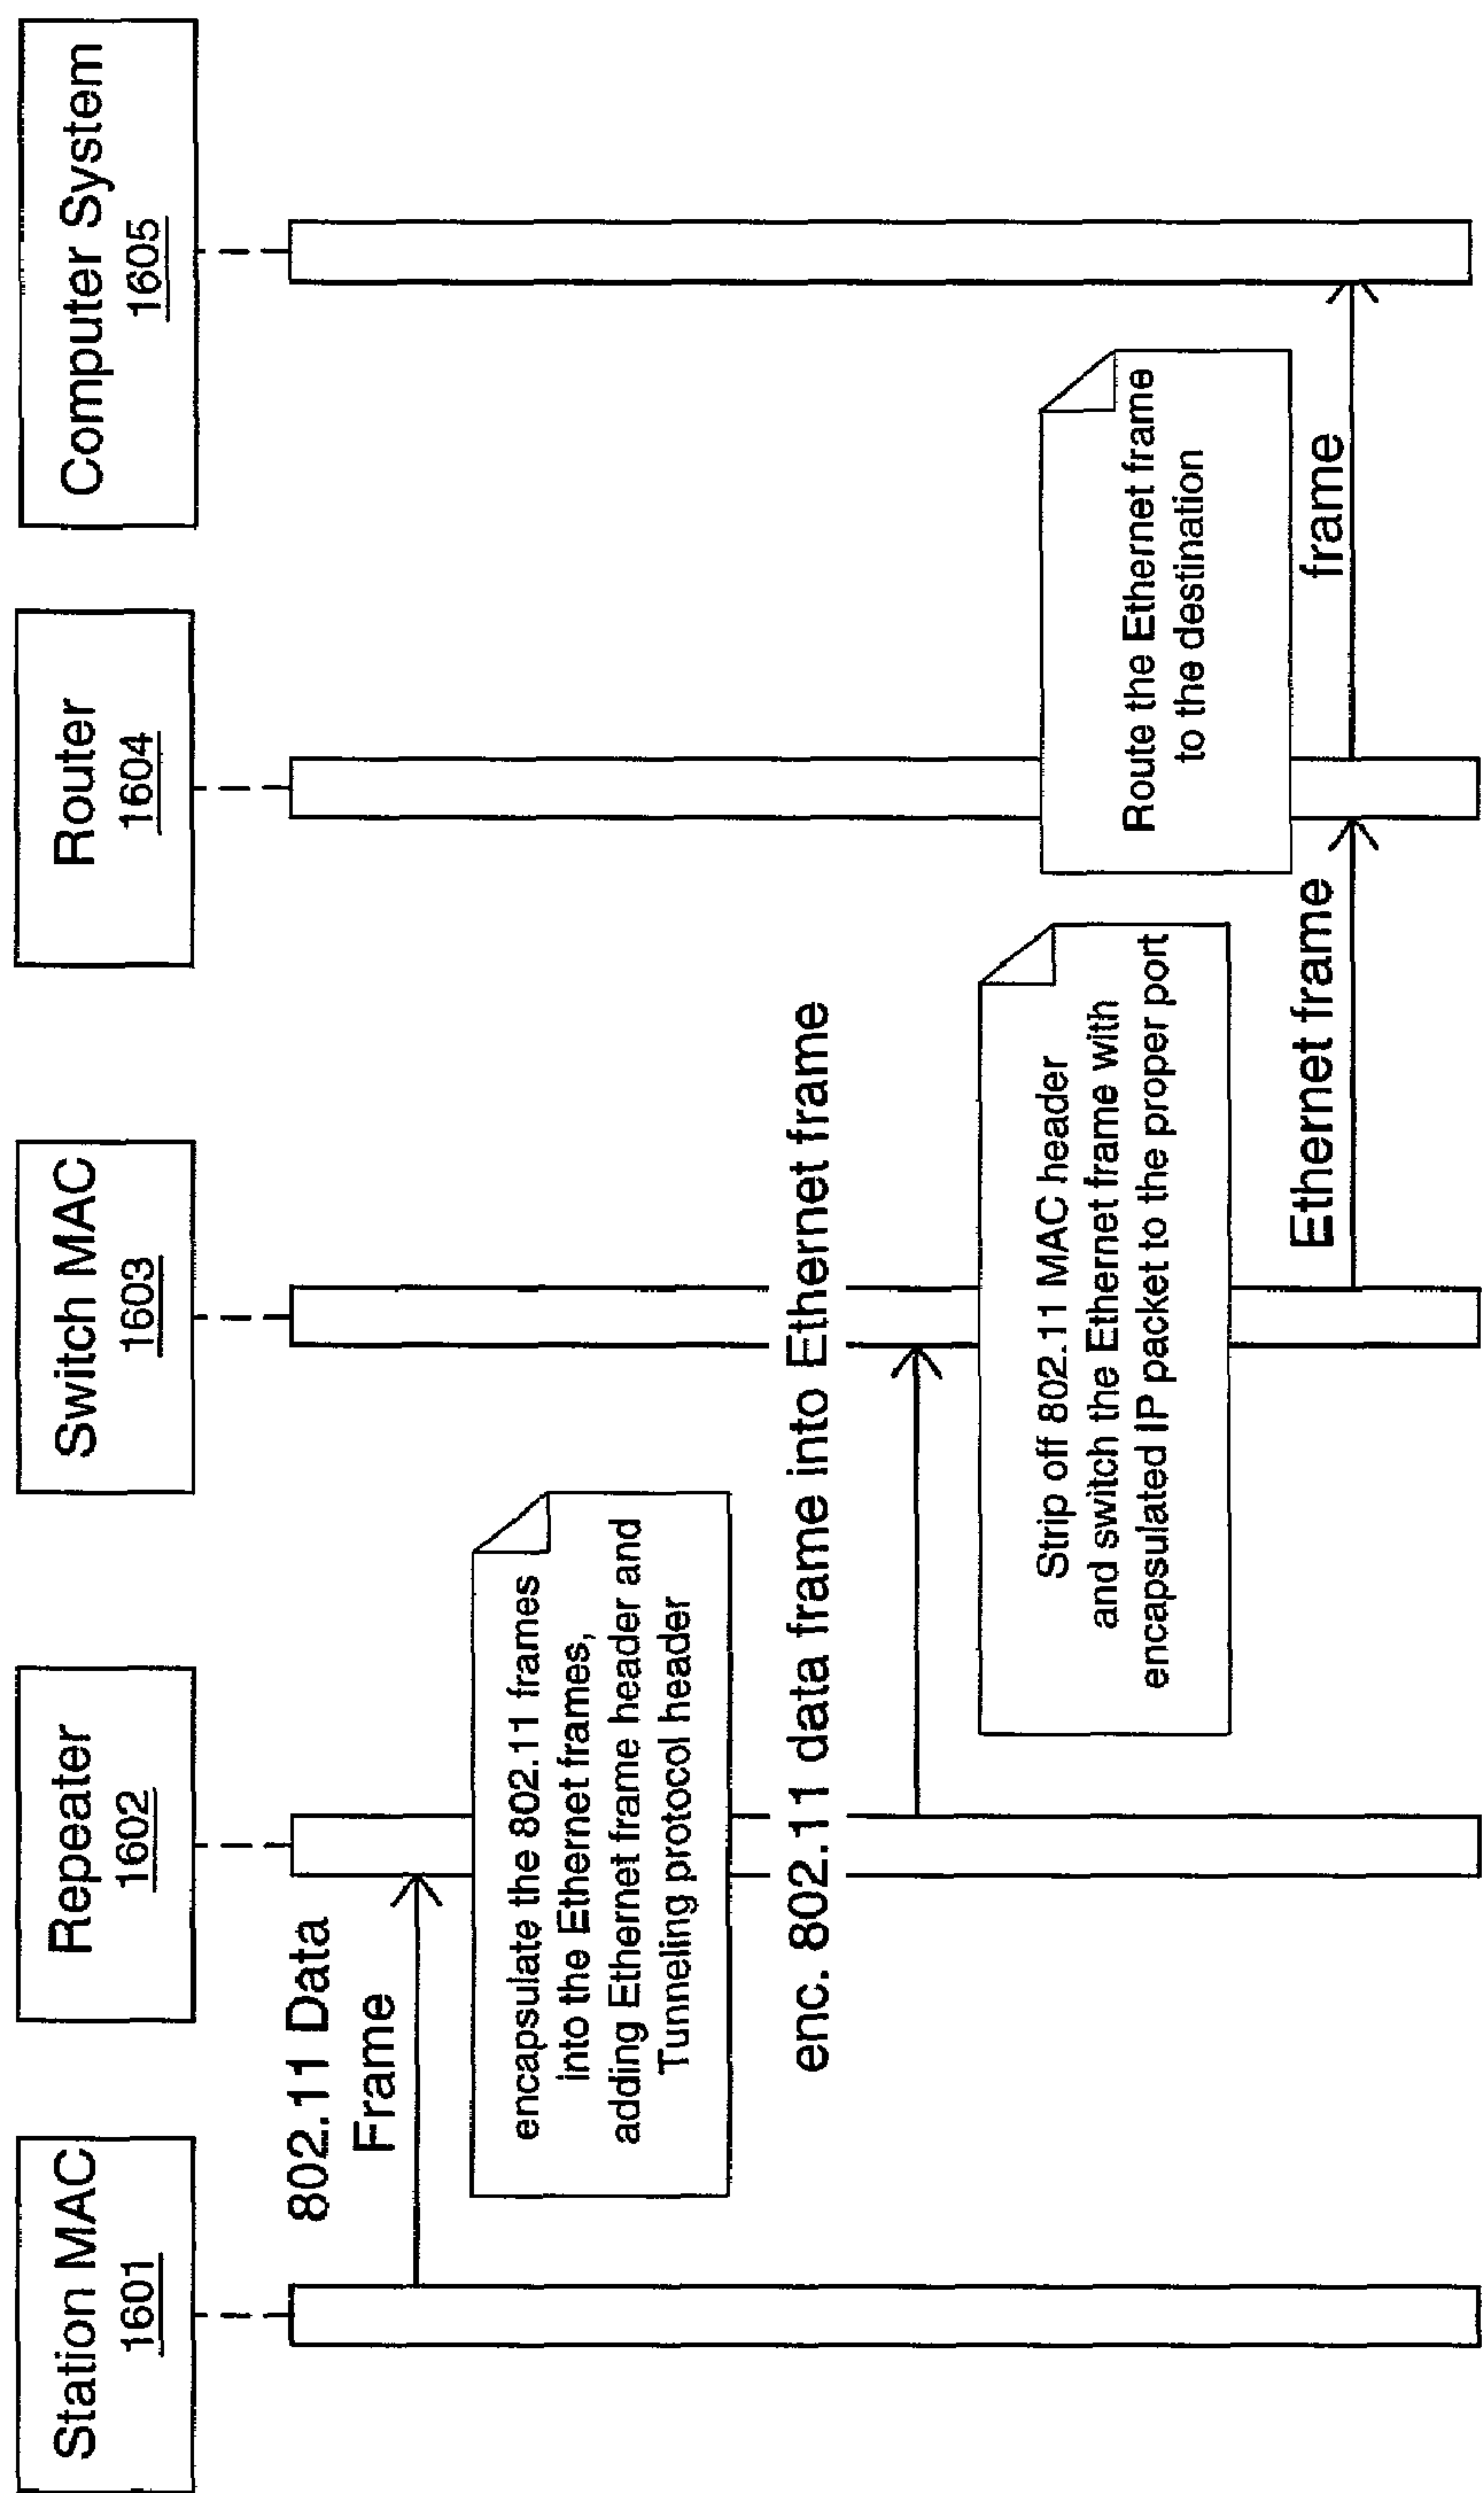 Station MAC
1601
Repeater
1602
Switch MAC
1603
Router
1604
Computer System
1605
802.11 Data
Frame
encapsulate the 802.11 frames
into the Ethernet frames,
adding Ethernet frame header and
Tunneling protocol header
enc. 802.11 data frame into Ethernet frame
Strip off 802.11 MAC header
and switch the Ethernet frame with
encapsulated IP packet to the proper port
Route the Ethernet frame
to the destination
Ethernet frame
frame